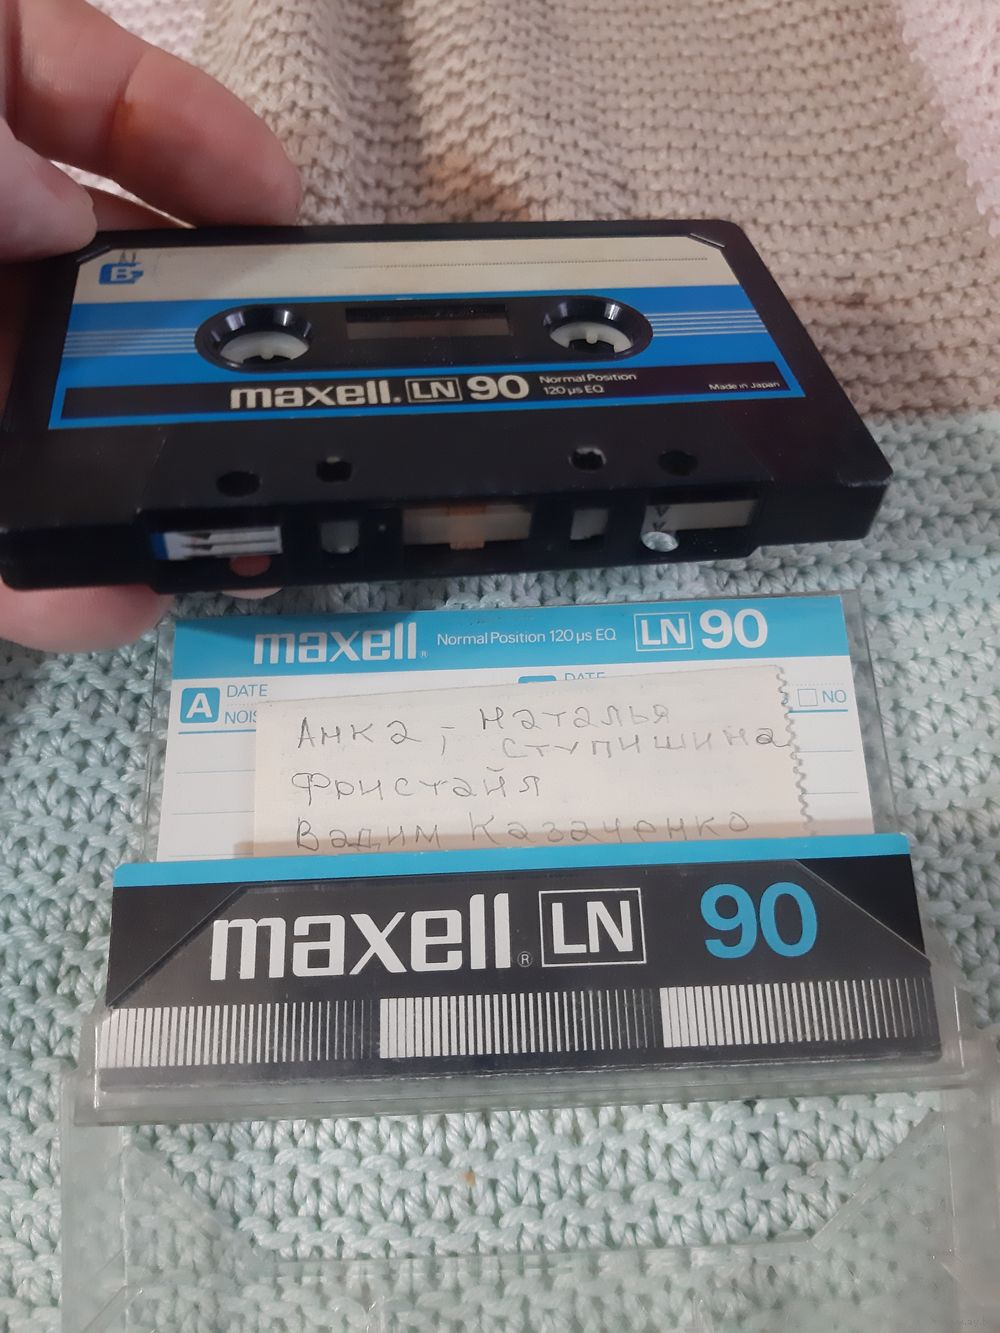 B
maxell. LN 90 Normal Position
120 µs EQ
Made in Japan
maxell® Normal Position 120 µs EQ LN 90
A DATE DATE
NOIS NO
Анка, - Наталья
Ступишина
Фристайл
Вадим Казаченко
maxell® LN 90